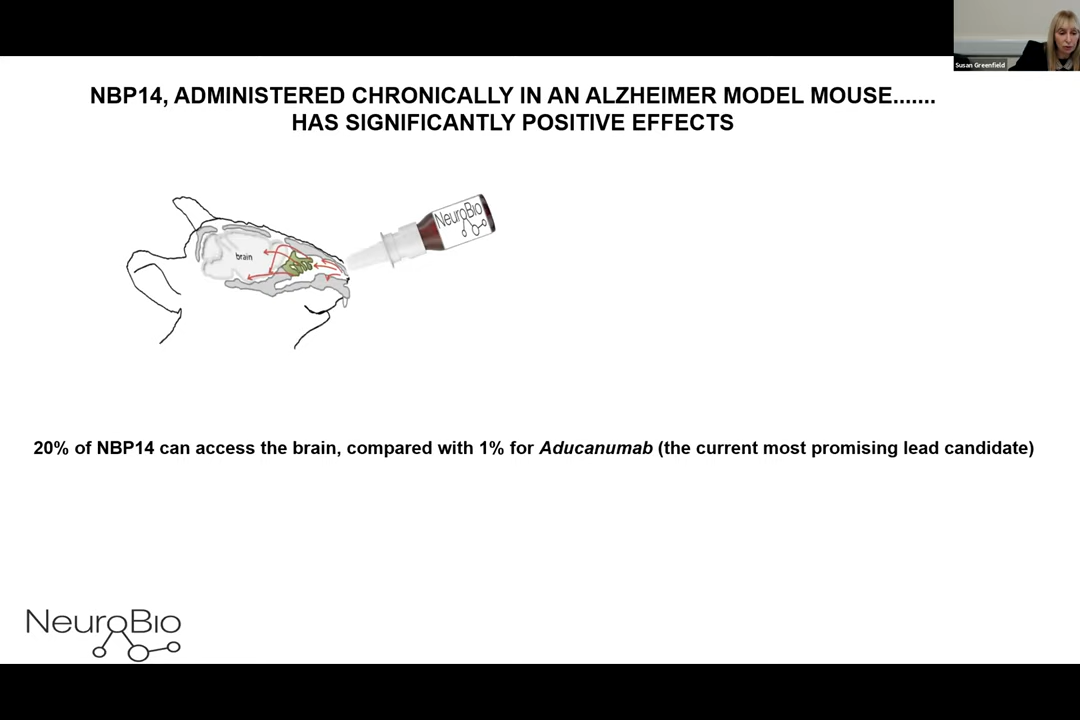 Susan Greenfield
NBP14, ADMINISTERED CHRONICALLY IN AN ALZHEIMER MODEL MOUSE.......
HAS SIGNIFICANTLY POSITIVE EFFECTS
NeuroBio
brain
20% of NBP14 can access the brain, compared with 1% for Aducanumab (the current most promising lead candidate)
NEUROBIO